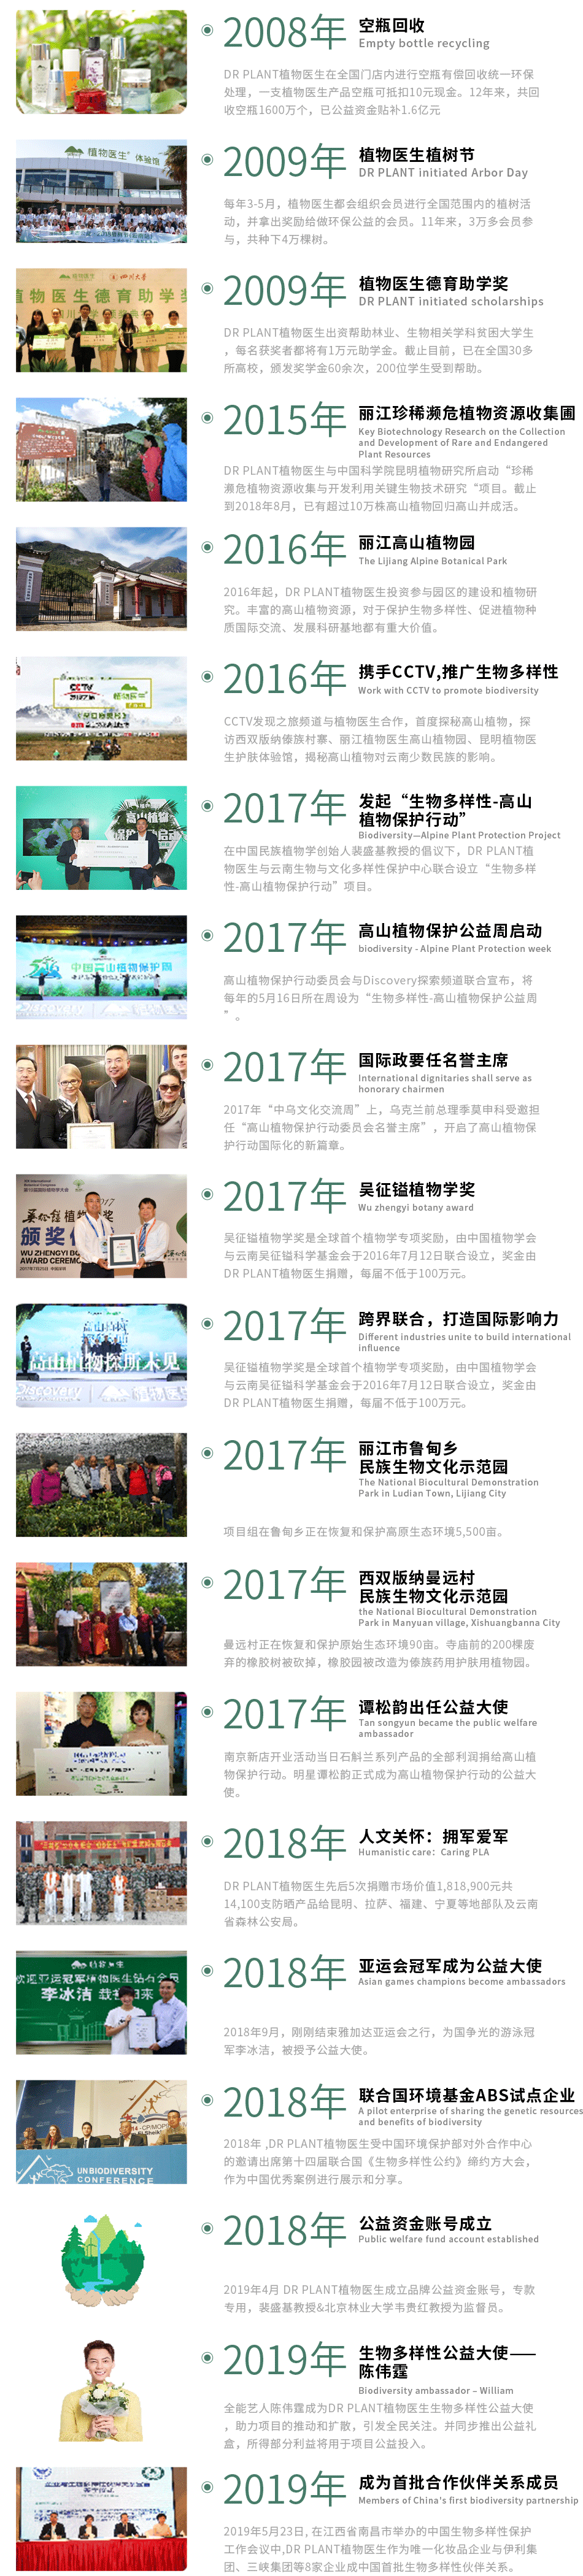 2008年
空瓶回收
Empty bottle recycling
DR PLANT植物医生在全国门店内进行空瓶有偿回收统一环保
处理，一支植物医生产品空瓶可抵扣10元现金。12年来，共回
收空瓶1600万个，已公益资金贴补1.6亿元
植物医生 体验馆
2009年
植物医生植树节
DR PLANT initiated Arbor Day
每年3-5月，植物医生都会组织会员进行全国范围内的植树活
动，并拿出奖励给做环保公益的会员。11年来，3万多会员参
与，共种下4万棵树。
植物医生 四川大学
植物医生德育助学奖
2009年
植物医生德育助学奖
DR PLANT initiated scholarships
DR PLANT植物医生出资帮助林业、生物相关学科贫困大学生
，每名获奖者都将有1万元助学金。截止目前，已在全国30多
所高校，颁发奖学金60余次，200位学生受到帮助。
2015年
丽江珍稀濒危植物资源收集圃
Key Biotechnology Research on the Collection
and Development of Rare and Endangered
Plant Resources
DR PLANT植物医生与中国科学院昆明植物研究所启动“珍稀
濒危植物资源收集与开发利用关键生物技术研究“项目。截止
到2018年8月，已有超过10万株高山植物回归高山并成活。
2016年
丽江高山植物园
The Lijiang Alpine Botanical Park
2016年起，DR PLANT植物医生投资参与园区的建设和植物研
究。丰富的高山植物资源，对于保护生物多样性、促进植物种
质国际交流、发展科研基地都有重大价值。
CCTV 植物医生
2016年
携手CCTV,推广生物多样性
Work with CCTV to promote biodiversity
CCTV发现之旅频道与植物医生合作，首度探秘高山植物，探
访西双版纳傣族村寨、丽江植物医生高山植物园、昆明植物医
生护肤体验馆，揭秘高山植物对云南少数民族的影响。
2017年
发起“生物多样性-高山
植物保护行动”
Biodiversity—Alpine Plant Protection Project
在中国民族植物学创始人裴盛基教授的倡议下，DR PLANT植
物医生与云南生物与文化多样性保护中心联合设立“生物多样
性-高山植物保护行动”项目。
中国高山植物保护周
2017年
高山植物保护公益周启动
biodiversity - Alpine Plant Protection week
高山植物保护行动委员会与Discovery探索频道联合宣布，将
每年的5月16日所在周设为“生物多样性-高山植物保护公益周
”。
2017年
国际政要任名誉主席
International dignitaries shall serve as
honorary chairmen
2017年“中乌文化交流周”上，乌克兰前总理季莫申科受邀担
任“高山植物保护行动委员会名誉主席”，开启了高山植物保
护行动国际化的新篇章。
2017
颁奖
WU ZHENGYI BO
AWARD CEREMO
2017年
吴征镒植物学奖
Wu zhengyi botany award
吴征镒植物学奖是全球首个植物学专项奖励，由中国植物学会
与云南吴征镒科学基金会于2016年7月12日联合设立，奖金由
DR PLANT植物医生捐赠，每届不低于100万元。
Discovery
2017年
跨界联合，打造国际影响力
Different industries unite to build international
influence
吴征镒植物学奖是全球首个植物学专项奖励，由中国植物学会
与云南吴征镒科学基金会于2016年7月12日联合设立，奖金由
DR PLANT植物医生捐赠，每届不低于100万元。
2017年
丽江市鲁甸乡
民族生物文化示范园
The National Biocultural Demonstration
Park in Ludian Town, Lijiang City
项目组在鲁甸乡正在恢复和保护高原生态环境5,500亩。
2017年
西双版纳曼远村
民族生物文化示范园
the National Biocultural Demonstration
Park in Manyuan village, Xishuangbanna City
曼远村正在恢复和保护原始生态环境90亩。寺庙前的200棵废
弃的橡胶树被砍掉，橡胶园被改造为傣族药用护肤用植物园。
2017年
谭松韵出任公益大使
Tan songyun became the public welfare
ambassador
南京新店开业活动当日石斛兰系列产品的全部利润捐给高山植
物保护行动。明星谭松韵正式成为高山植物保护行动的公益大
使。
2018年
人文关怀：拥军爱军
Humanistic care：Caring PLA
DR PLANT植物医生先后5次捐赠市场价值1,818,900元共
14,100支防晒产品给昆明、拉萨、福建、宁夏等地部队及云南
省森林公安局。
李冰洁
2018年
亚运会冠军成为公益大使
Asian games champions become ambassadors
2018年9月，刚刚结束雅加达亚运会之行，为国争光的游泳冠
军李冰洁，被授予公益大使。
UN BIODIVERSITY
CONFERENCE
2018年
联合国环境基金ABS试点企业
A pilot enterprise of sharing the genetic resources
and benefits of biodiversity
2018年 ,DR PLANT植物医生受中国环境保护部对外合作中心
的邀请出席第十四届联合国《生物多样性公约》缔约方大会，
作为中国优秀案例进行展示和分享。
2018年
公益资金账号成立
Public welfare fund account established
2019年4月 DR PLANT植物医生成立品牌公益资金账号，专款
专用，裴盛基教授&北京林业大学韦贵红教授为监督员。
2019年
生物多样性公益大使——
陈伟霆
Biodiversity ambassador – William
全能艺人陈伟霆成为DR PLANT植物医生生物多样性公益大使
，助力项目的推动和扩散，引发全民关注。并同步推出公益礼
盒，所得部分利益将用于项目公益投入。
2019年
成为首批合作伙伴关系成员
Members of China's first biodiversity partnership
2019年5月23日, 在江西省南昌市举办的中国生物多样性保护
工作会议中,DR PLANT植物医生作为唯一化妆品企业与伊利集
团、三峡集团等8家企业成中国首批生物多样性伙伴关系。